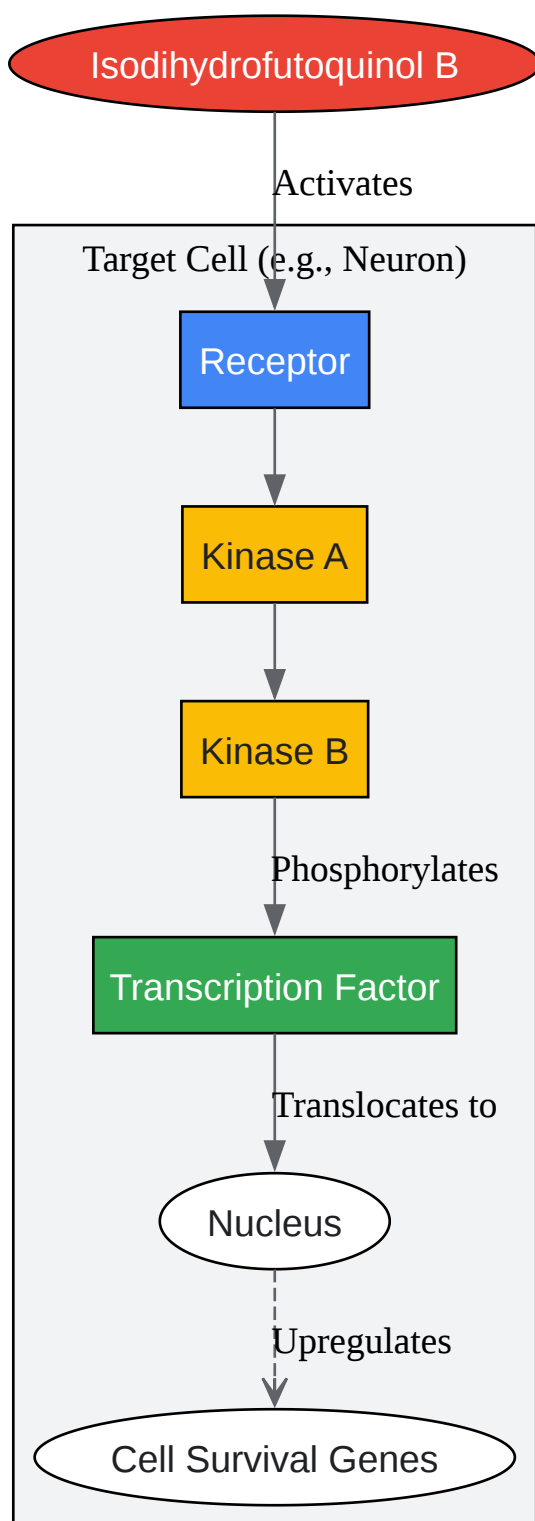 Isodihydrofutoquinol B
Activates
Target Cell (e.g., Neuron)
Receptor
Kinase A
Kinase B
Phosphorylates
Transcription Factor
Translocates to
Nucleus
Upregulates
Cell Survival Genes